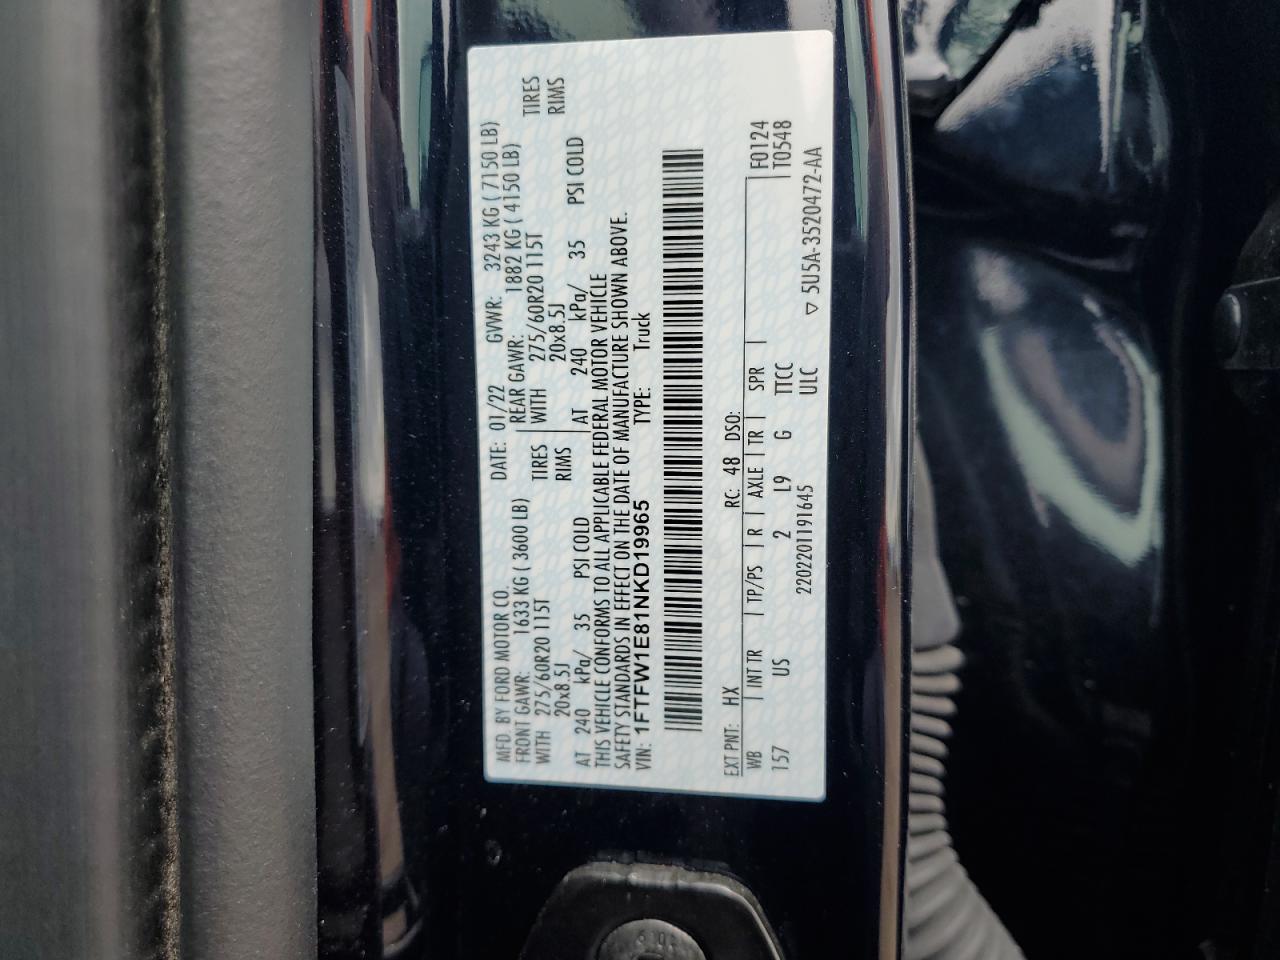 MFD. BY FORD MOTOR CO. DATE: 01/22 GVWR: 3243 KG ( 7150 LB)
FRONT GAWR: 1633 KG ( 3600 LB) REAR GAWR: 1882 KG ( 4150 LB)
WITH 275/60R20 115T TIRES WITH 275/60R20 115T TIRES
20x8.5J RIMS 20x8.5J RIMS
AT 240 kPa/ 35 PSI COLD AT 240 kPa/ 35 PSI COLD
THIS VEHICLE CONFORMS TO ALL APPLICABLE FEDERAL MOTOR VEHICLE
SAFETY STANDARDS IN EFFECT ON THE DATE OF MANUFACTURE SHOWN ABOVE.
VIN: 1FTFW1E81NKD19965 TYPE: Truck
EXT PNT: HX RC: 48 DSO: F0124
WB INT TR TP/PS R AXLE TR SPR T0548
157 US 2 L9 G TTCC
2202201191645 ULC ▽ 5U5A-3520472-AA